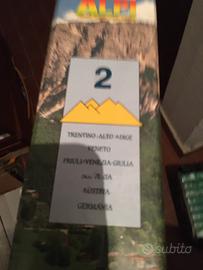 ALPI
2
TRENTINO-ALTO ADIGE
VENETO
FRIULI-VENEZIA-GIULIA
AUSTRIA
GERMANIA
subito